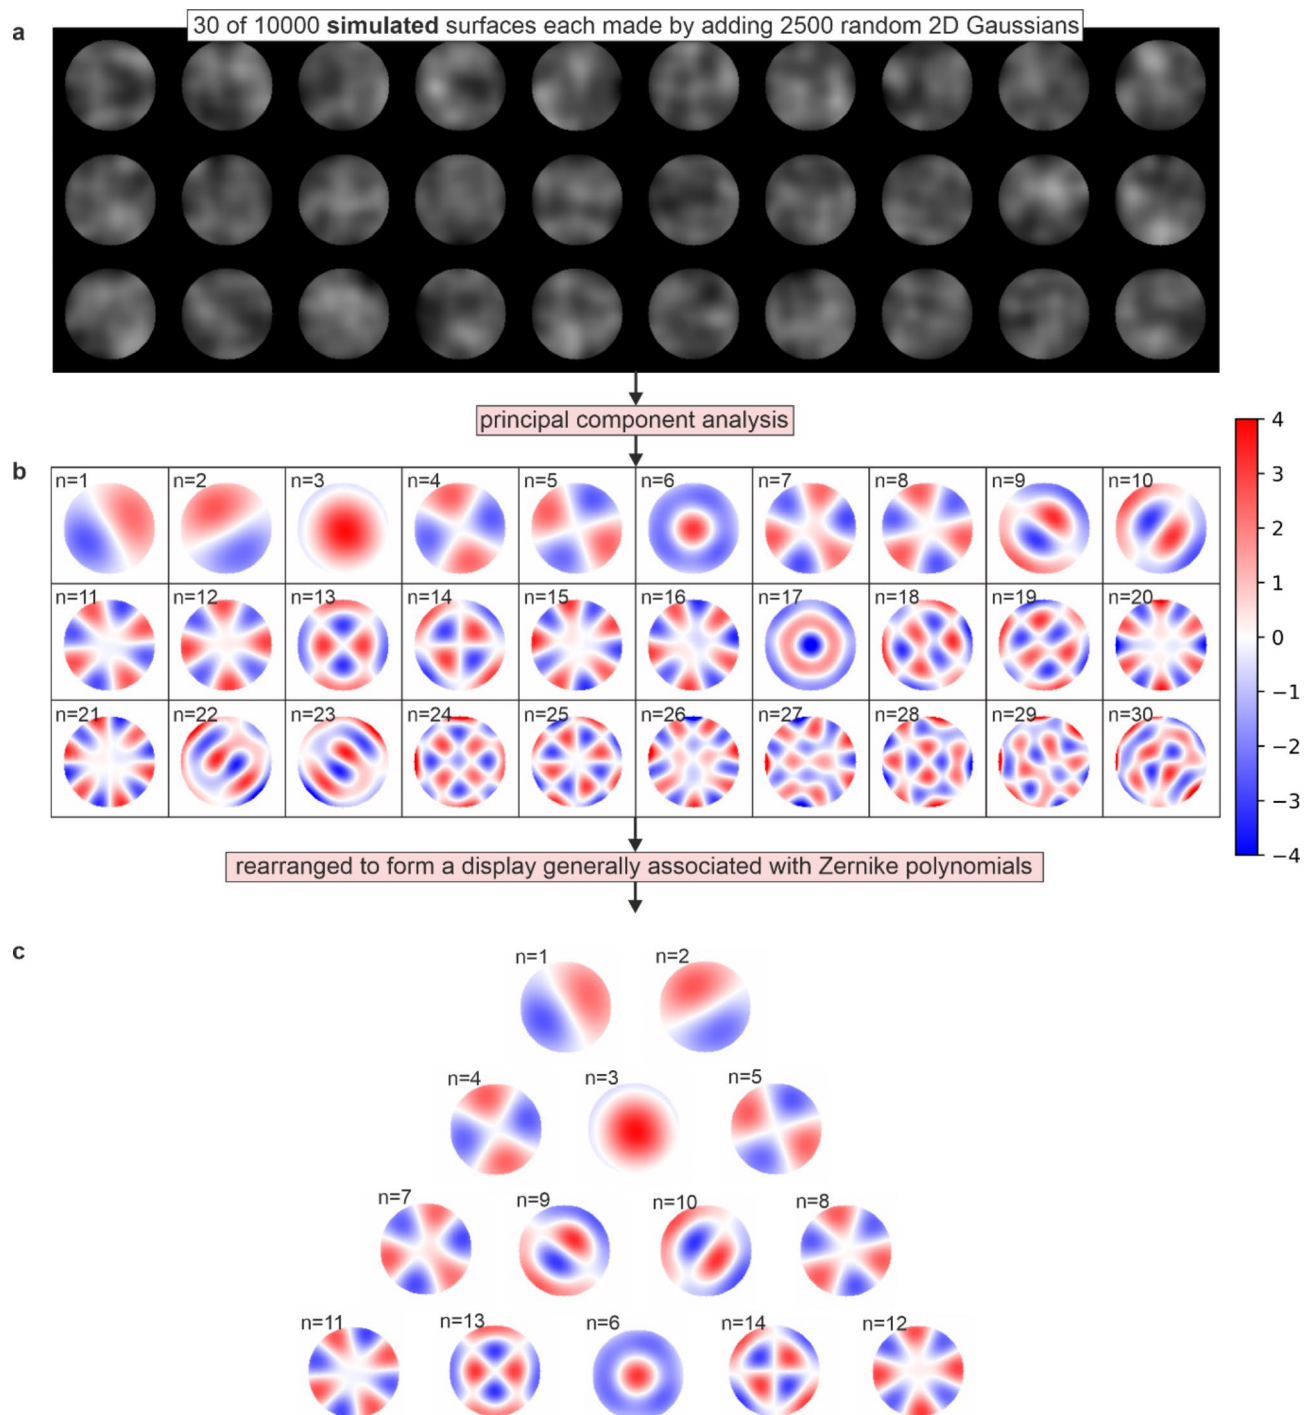 a
30 of 10000 simulated surfaces each made by adding 2500 random 2D Gaussians
principal component analysis
b
n=1 n=2 n=3 n=4 n=5 n=6 n=7 n=8 n=9 n=10
n=11 n=12 n=13 n=14 n=15 n=16 n=17 n=18 n=19 n=20
n=21 n=22 n=23 n=24 n=25 n=26 n=27 n=28 n=29 n=30
4
3
2
1
0
−1
−2
−3
−4
rearranged to form a display generally associated with Zernike polynomials
c
n=1 n=2
n=4 n=3 n=5
n=7 n=9 n=10 n=8
n=11 n=13 n=6 n=14 n=12